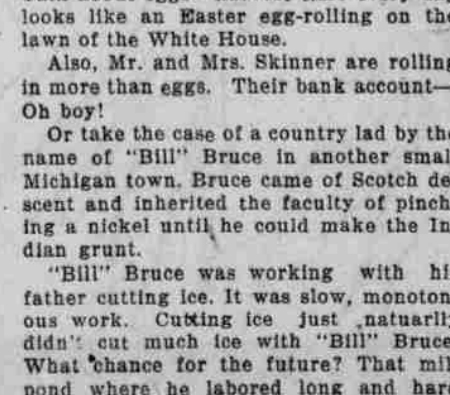 looks like an Easter egg-rolling on the
lawn of the White House.
Also, Mr. and Mrs. Skinner are rolling
in more than eggs. Their bank account—
Oh boy!
Or take the case of a country lad by the
name of "Bill" Bruce in another smal
Michigan town. Bruce came of Scotch de
scent and inherited the faculty of pinch
ing a nickel until he could make the In
dian grunt.
"Bill" Bruce was working with hi
father cutting ice. It was slow, monoton
ous work. Cutting ice just natuarlly
didn't cut much ice with "Bill" Bruce
What chance for the future? That mil
pond where he labored long and hard